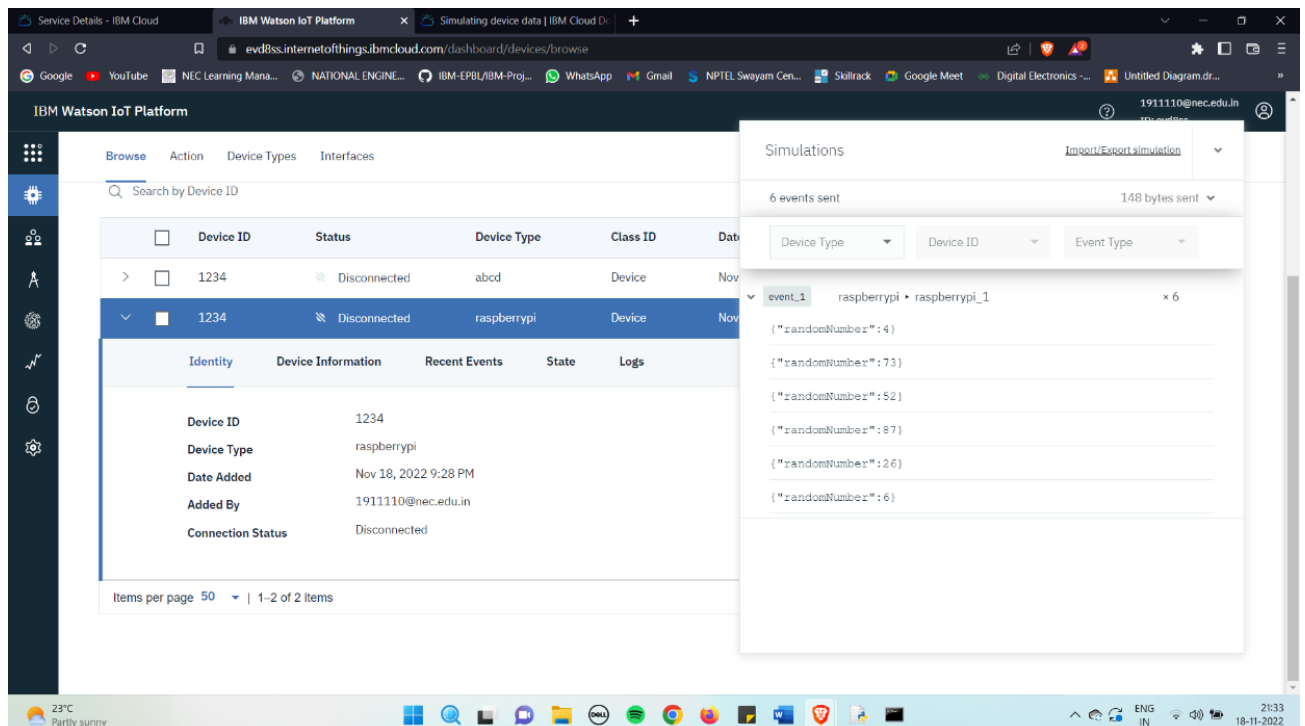 Service Details - IBM Cloud IBM Watson IoT Platform Simulating device data | IBM Cloud Do
evd8ss.internetofthings.ibmcloud.com/dashboard/devices/browse
Google YouTube NEC Learning Mana... NATIONAL ENGINE... IBM-EPBL/IBM-Proj... WhatsApp Gmail NPTEL Swayam Cen... Skillrack Google Meet Digital Electronics -... Untitled Diagram.dr... »
IBM Watson IoT Platform
1911110@nec.edu.in
ID: evd8ss
Browse Action Device Types Interfaces
Search by Device ID
Device ID Status Device Type Class ID Date
1234 Disconnected abcd Device Nov
1234 Disconnected raspberrypi Device Nov
Identity Device Information Recent Events State Logs
Device ID 1234
Device Type raspberrypi
Date Added Nov 18, 2022 9:28 PM
Added By 1911110@nec.edu.in
Connection Status Disconnected
Items per page 50 | 1–2 of 2 items
Simulations Import/Export simulation
6 events sent 148 bytes sent
Device Type Device ID Event Type
event_1 raspberrypi ▸ raspberrypi_1 × 6
{"randomNumber":4}
{"randomNumber":73}
{"randomNumber":52}
{"randomNumber":87}
{"randomNumber":26}
{"randomNumber":6}
23°C
Partly sunny
DELL
ENG
IN
21:33
18-11-2022